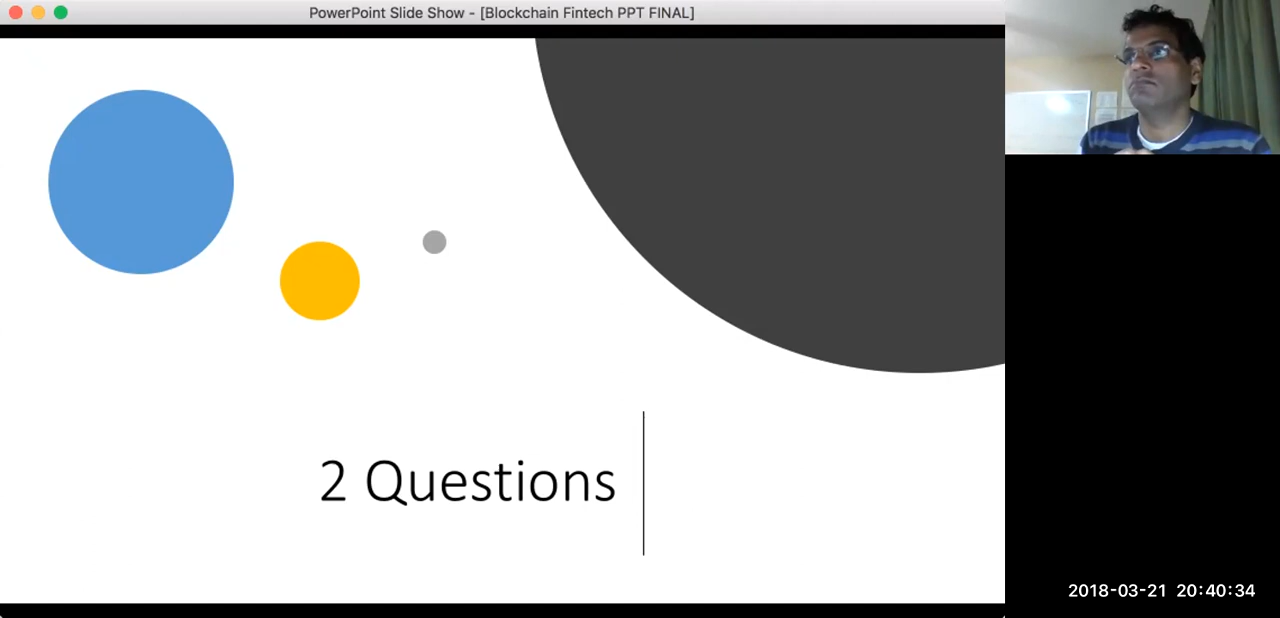 PowerPoint Slide Show - [Blockchain Fintech PPT FINAL]
2 Questions
2018-03-21 20:40:34